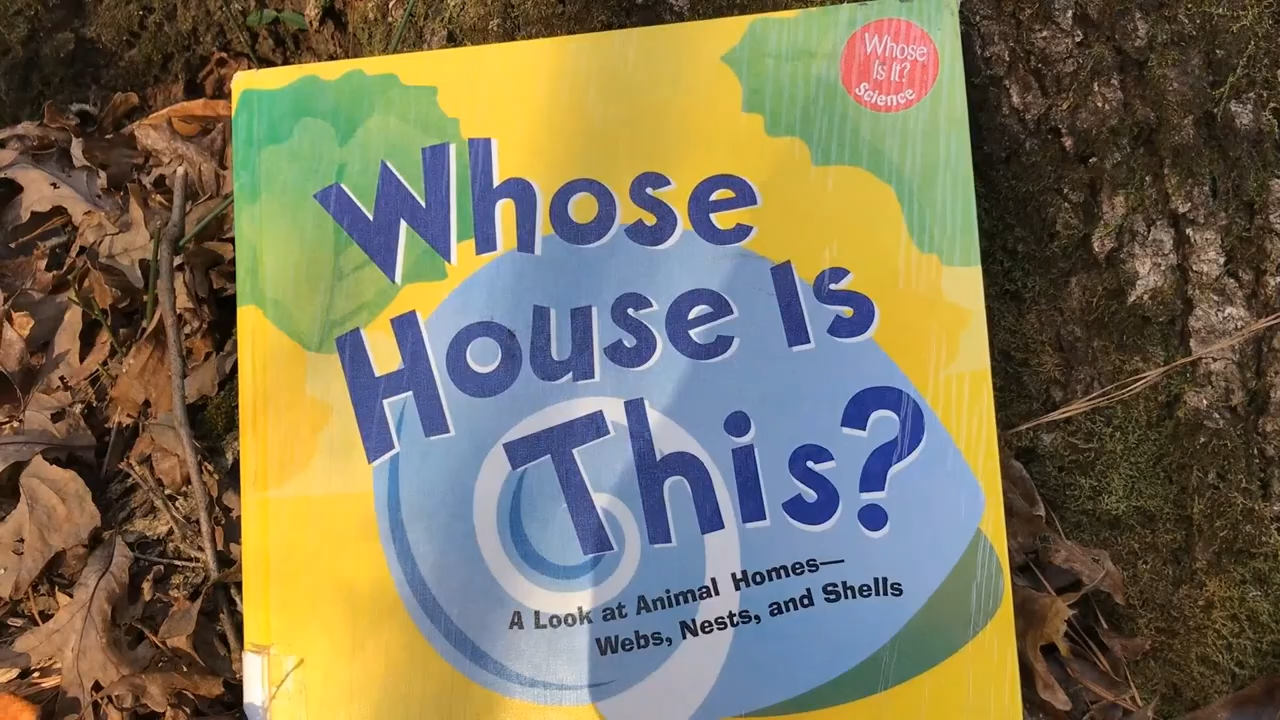 Whose
Is It?
Science
Whose
House Is
This?
A Look at Animal Homes—
Webs, Nests, and Shells